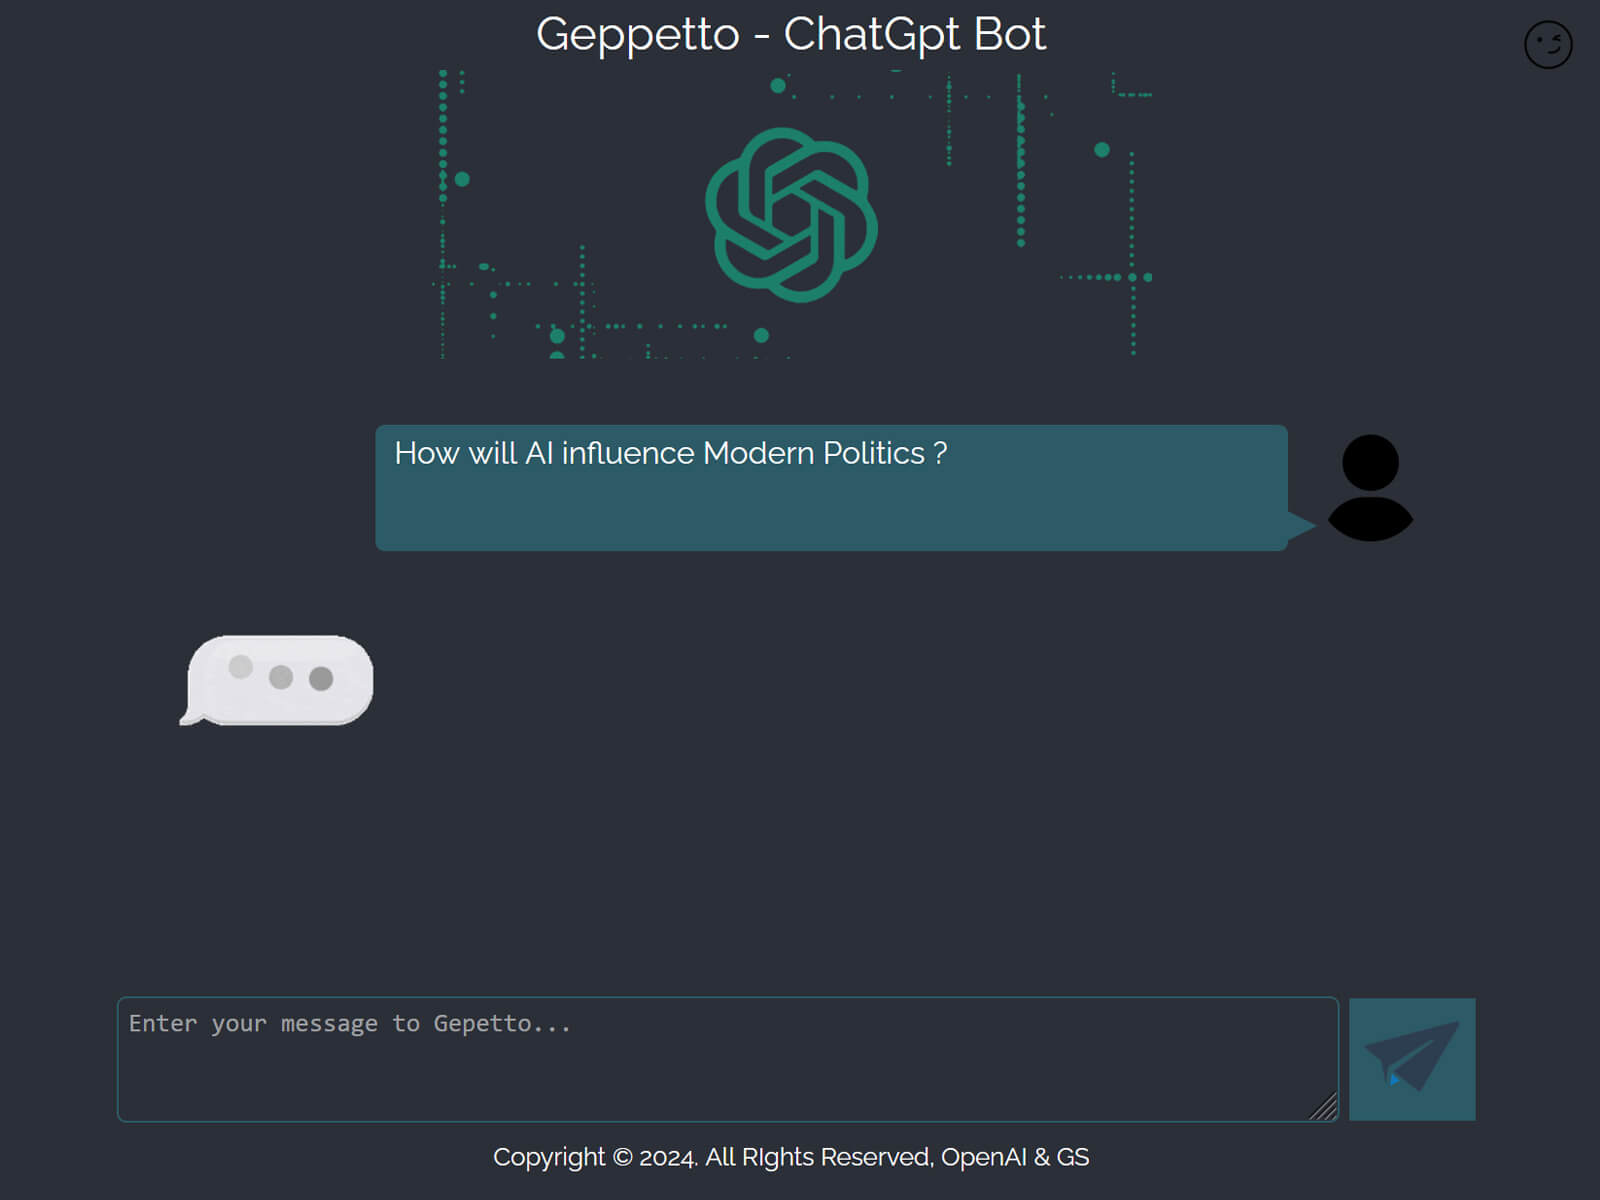 Geppetto - ChatGpt Bot
How will AI influence Modern Politics ?
Enter your message to Gepetto...
Copyright © 2024. All RIghts Reserved, OpenAI & GS